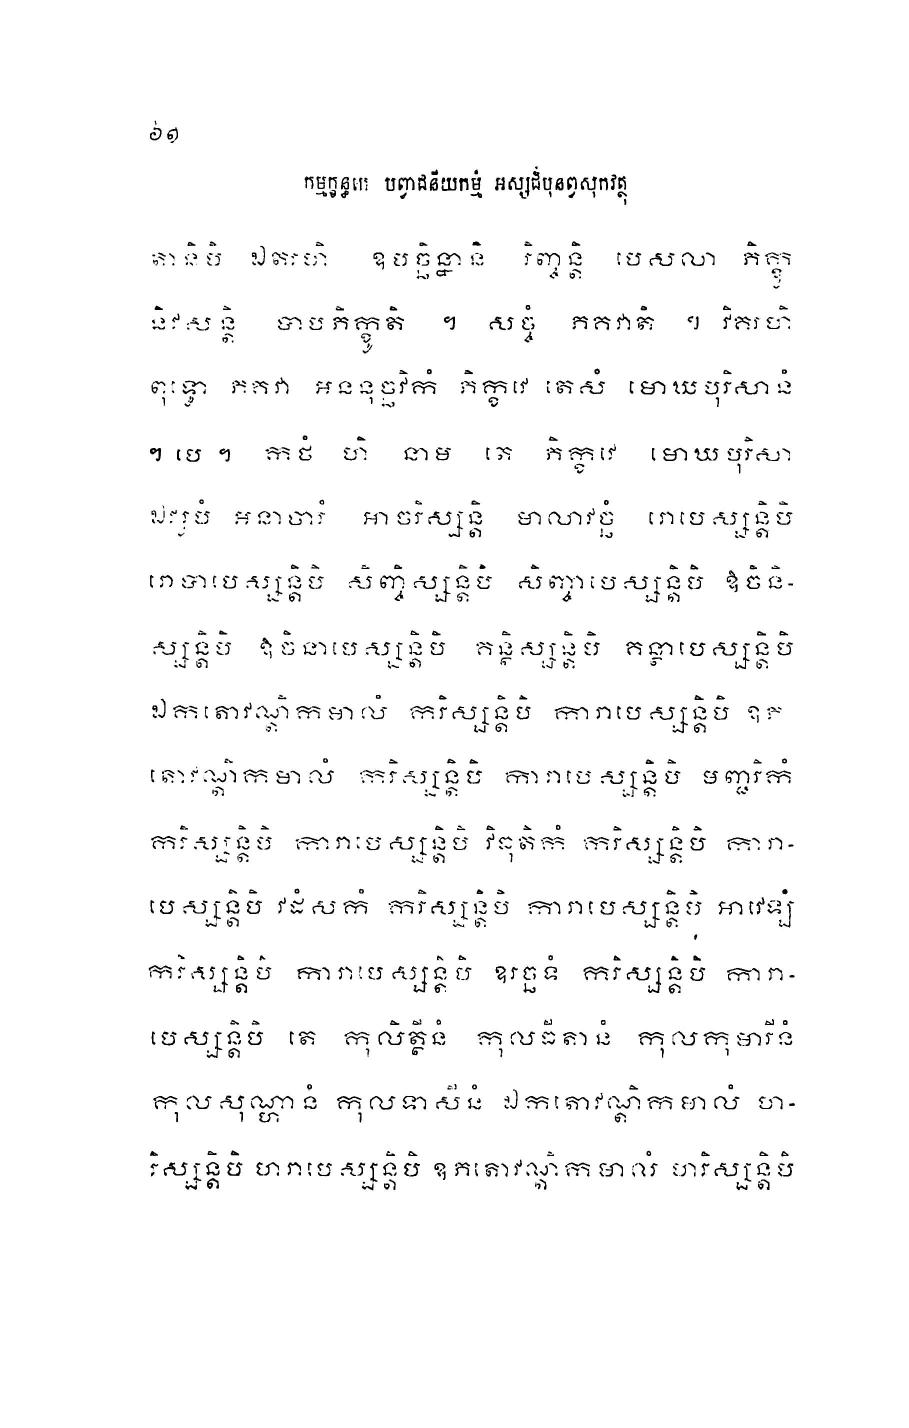 ៦១
កម្មក្ខន្ធកេ បញ្វាជនីយកម្មំ អស្សជិបុនព្វសុកវត្ថុ
តានិបិ ឯតរហិ ឧបច្ឆិន្នានិ រិញ្ចន្តិ បេសលា ភិក្ខូ
និវសន្តិ បាបភិក្ខូតិ ។ សច្ចំ ភគវាតិ ។ វិគរហិ
ពុទ្ធោ ភគវា អននុច្ឆវិកំ ភិក្ខវេ តេសំ មោឃបុរិសានំ
។ បេ ។ កថំ ហិ នាម តេ ភិក្ខវេ មោឃបុរិសា
ឯវរូបំ អនាចារំ អាចរិស្សន្តិ មាលាវច្ឆំ រោបេស្សន្តិបិ
រោបាបេស្សន្តិបិ សិញ្ចិស្សន្តិបិ សិញ្ចាបេស្សន្តិបិ ឱចិនិ-
ស្សន្តិបិ ឱចិនាបេស្សន្តិបិ គន្ថិស្សន្តិបិ គន្ថាបេស្សន្តិបិ
ឯកតោវណ្ដិកមាលំ ករិស្សន្តិបិ ការាបេស្សន្តិបិ ឧភ
តោវណ្ដិកមាលំ ករិស្សន្តិបិ ការាបេស្សន្តិបិ មញ្ជរិកំ
ករិស្សន្តិបិ ការាបេស្សន្តិបិ វិធុតិកំ ករិស្សន្តិបិ ការា-
បេស្សន្តិបិ វដំសកំ ករិស្សន្តិបិ ការាបេស្សន្តិបិ អាវេឡំ
ករិស្សន្តិបិ ការាបេស្សន្តិបិ ឧរច្ឆទំ ករិស្សន្តិបិ ការា-
បេស្សន្តិបិ តេ កុលិត្ថីនំ កុលធីតានំ កុលកុមារីនំ
កុលសុណ្ហានំ កុលទាសីនំ ឯកតោវណ្ដិកមាលំ ហ-
រិស្សន្តិបិ ហរាបេស្សន្តិបិ ឧភតោវណ្ដិកមាលំ ហរិស្សន្តិបិ